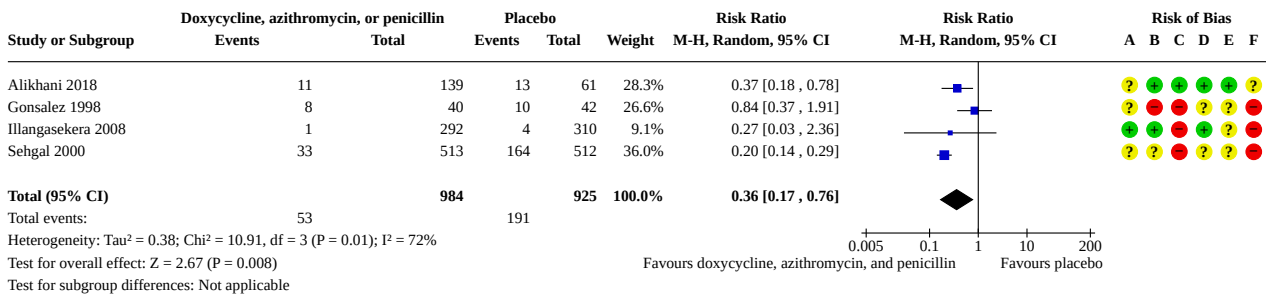 Doxycycline, azithromycin, or penicillin Placebo Risk Ratio Risk Ratio Risk of Bias
Study or Subgroup Events Total Events Total Weight M-H, Random, 95% CI M-H, Random, 95% CI A B C D E F
Alikhani 2018 11 139 13 61 28.3% 0.37 [0.18 , 0.78] ? + + + + ?
Gonsalez 1998 8 40 10 42 26.6% 0.84 [0.37 , 1.91] ? − − ? ? −
Illangasekera 2008 1 292 4 310 9.1% 0.27 [0.03 , 2.36] + + − + ? −
Sehgal 2000 33 513 164 512 36.0% 0.20 [0.14 , 0.29] ? ? − ? ? −
Total (95% CI) 984 925 100.0% 0.36 [0.17 , 0.76]
Total events: 53 191
Heterogeneity: Tau² = 0.38; Chi² = 10.91, df = 3 (P = 0.01); I² = 72%
0.005 0.1 1 10 200
Test for overall effect: Z = 2.67 (P = 0.008) Favours doxycycline, azithromycin, and penicillin Favours placebo
Test for subgroup differences: Not applicable